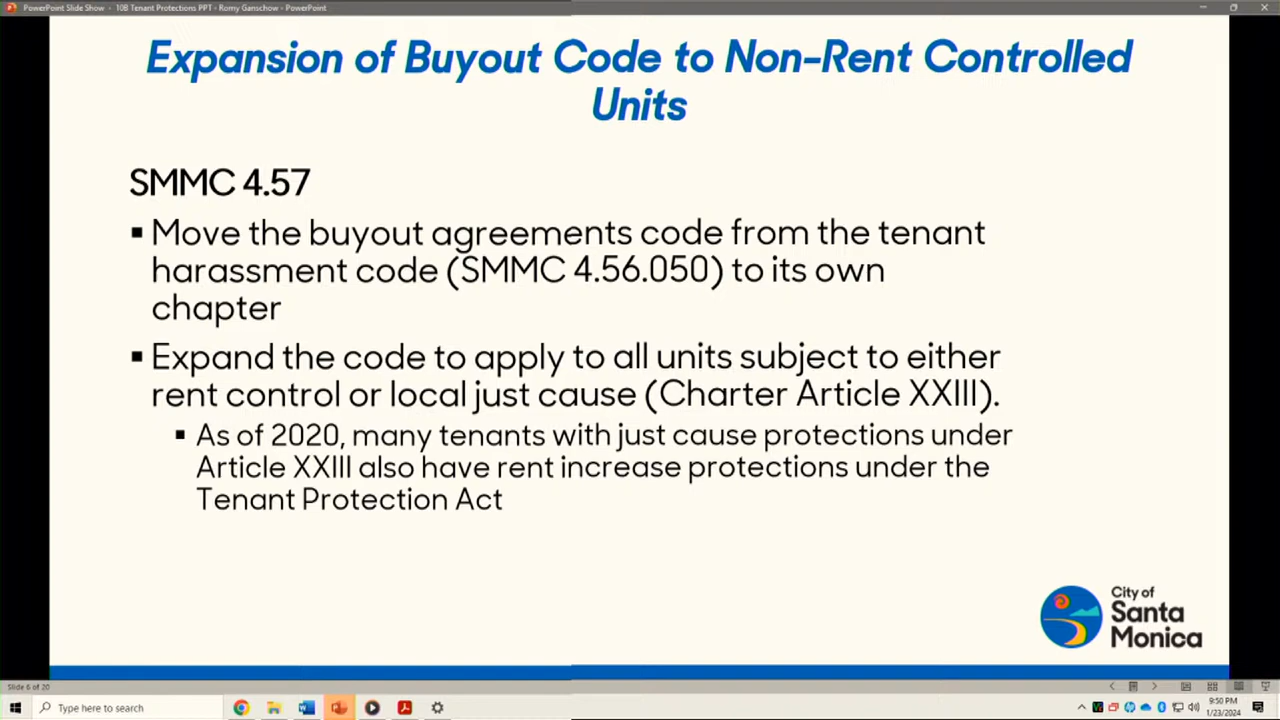 PowerPoint Slide Show - 10B Tenant Protections PPT - Romy Ganschow - PowerPoint
Expansion of Buyout Code to Non-Rent Controlled
Units
SMMC 4.57
▪ Move the buyout agreements code from the tenant
harassment code (SMMC 4.56.050) to its own
chapter
▪ Expand the code to apply to all units subject to either
rent control or local just cause (Charter Article XXIII).
▪ As of 2020, many tenants with just cause protections under
Article XXIII also have rent increase protections under the
Tenant Protection Act
City of
Santa
Monica
Slide 6 of 20
Type here to search
9:50 PM
1/23/2024